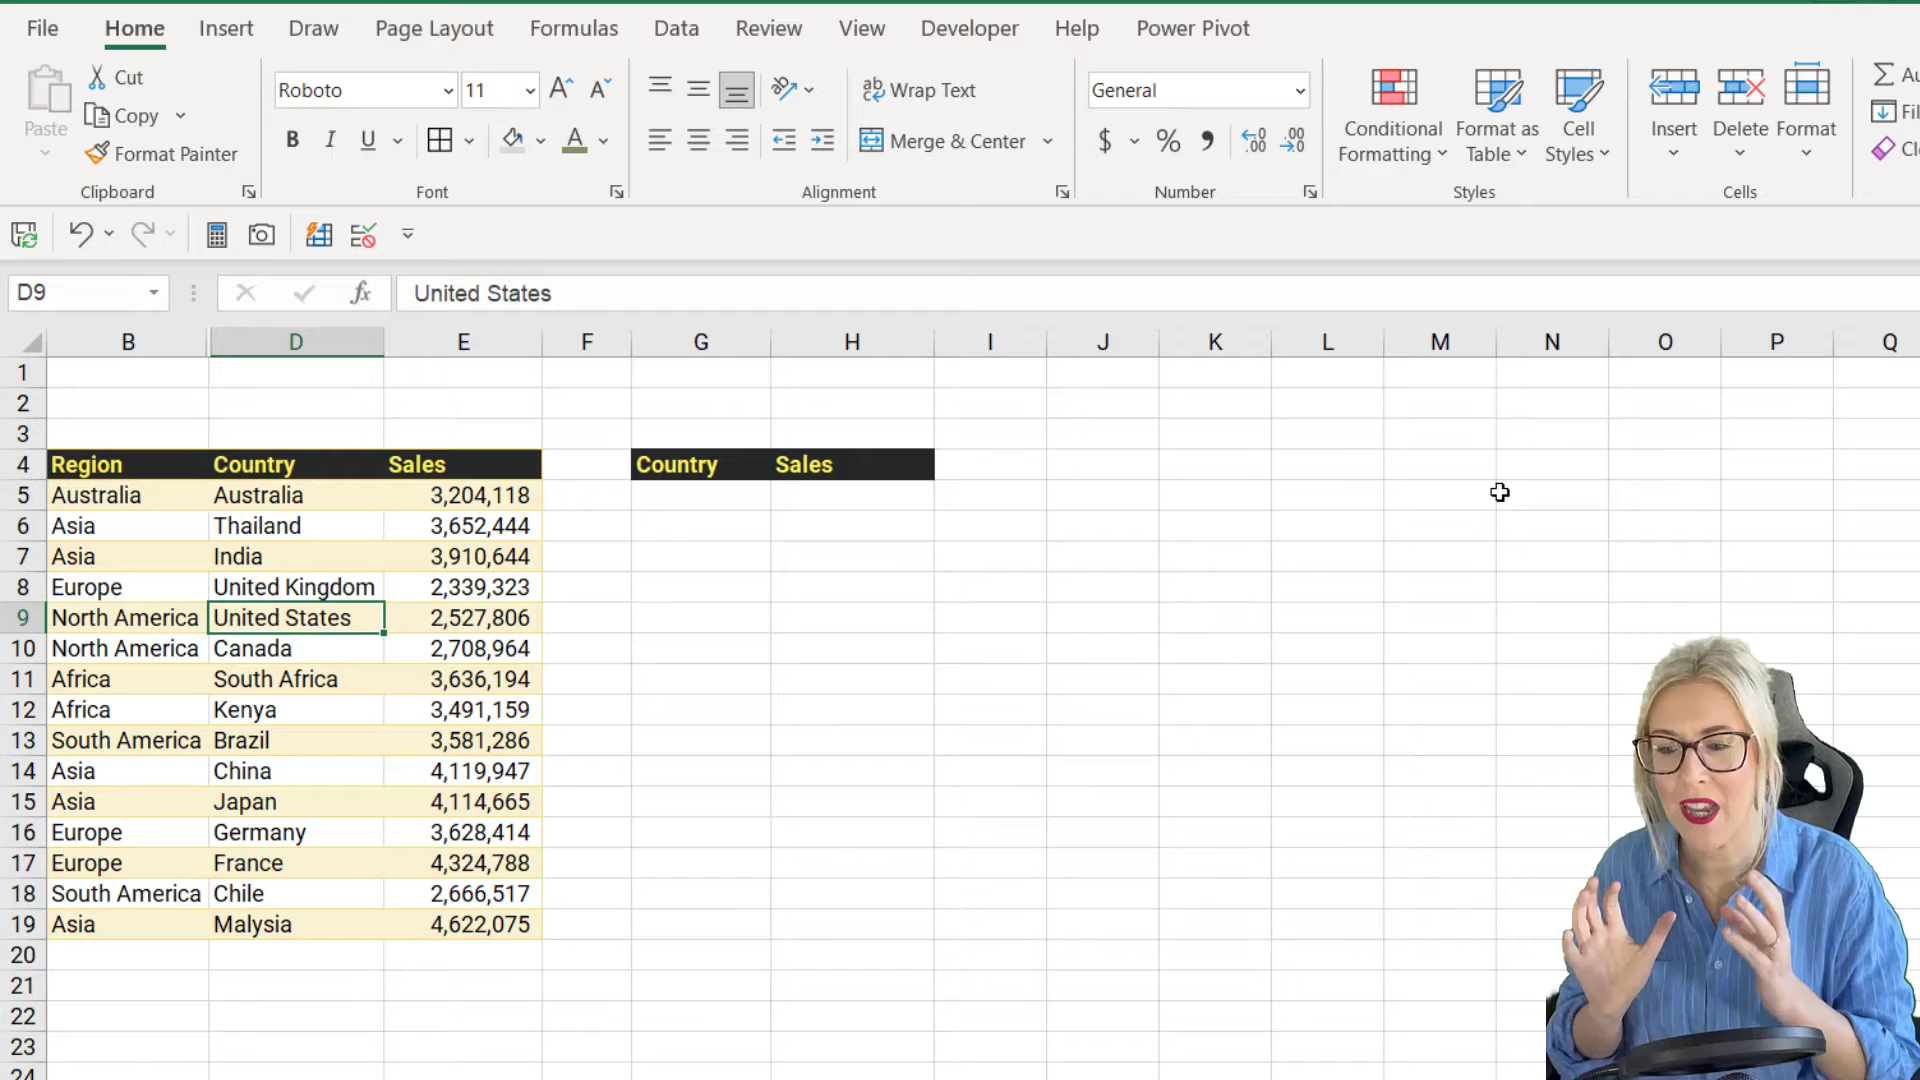 File Home Insert Draw Page Layout Formulas Data Review View Developer Help Power Pivot
Paste
Cut
Copy
Format Painter
Clipboard
Roboto 11
B I U A
Font
Wrap Text
Merge & Center
Alignment
General
$ %
Number
Conditional Formatting
Format as Table
Cell Styles
Styles
Insert Delete Format
Cells
D9 fx United States
B D E F G H I J K L M N O P Q
1
2
3
4 Region Country Sales Country Sales
5 Australia Australia 3,204,118
6 Asia Thailand 3,652,444
7 Asia India 3,910,644
8 Europe United Kingdom 2,339,323
9 North America United States 2,527,806
10 North America Canada 2,708,964
11 Africa South Africa 3,636,194
12 Africa Kenya 3,491,159
13 South America Brazil 3,581,286
14 Asia China 4,119,947
15 Asia Japan 4,114,665
16 Europe Germany 3,628,414
17 Europe France 4,324,788
18 South America Chile 2,666,517
19 Asia Malysia 4,622,075
20
21
22
23
24